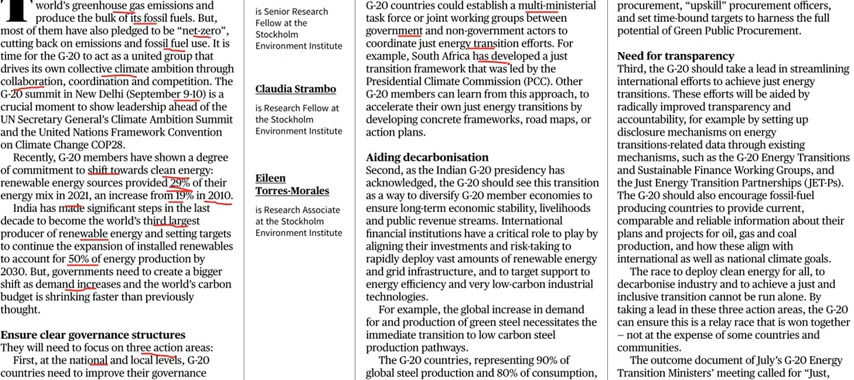 T
world's greenhouse gas emissions and
produce the bulk of its fossil fuels. But,
most of them have also pledged to be "net-zero",
cutting back on emissions and fossil fuel use. It is
time for the G-20 to act as a united group that
drives its own collective climate ambition through
collaboration, coordination and competition. The
G-20 summit in New Delhi (September 9-10) is a
crucial moment to show leadership ahead of the
UN Secretary General's Climate Ambition Summit
and the United Nations Framework Convention
on Climate Change COP28.
Recently, G-20 members have shown a degree
of commitment to shift towards clean energy:
renewable energy sources provided 29% of their
energy mix in 2021, an increase from 19% in 2010.
India has made significant steps in the last
decade to become the world's third largest
producer of renewable energy and setting targets
to continue the expansion of installed renewables
to account for 50% of energy production by
2030. But, governments need to create a bigger
shift as demand increases and the world's carbon
budget is shrinking faster than previously
thought.
Ensure clear governance structures
They will need to focus on three action areas:
First, at the national and local levels, G-20
countries need to improve their governance
is Senior Research
Fellow at the
Stockholm
Environment Institute
Claudia Strambo
is Research Fellow at
the Stockholm
Environment Institute
Eileen
Torres-Morales
is Research Associate
at the Stockholm
Environment Institute
G-20 countries could establish a multi-ministerial
task force or joint working groups between
government and non-government actors to
coordinate just energy transition efforts. For
example, South Africa has developed a just
transition framework that was led by the
Presidential Climate Commission (PCC). Other
G-20 members can learn from this approach, to
accelerate their own just energy transitions by
developing concrete frameworks, road maps, or
action plans.
Aiding decarbonisation
Second, as the Indian G-20 presidency has
acknowledged, the G-20 should see this transition
as a way to diversify G-20 member economies to
ensure long-term economic stability, livelihoods
and public revenue streams. International
financial institutions have a critical role to play by
aligning their investments and risk-taking to
rapidly deploy vast amounts of renewable energy
and grid infrastructure, and to target support to
energy efficiency and very low-carbon industrial
technologies.
For example, the global increase in demand
for and production of green steel necessitates the
immediate transition to low carbon steel
production pathways.
The G-20 countries, representing 90% of
global steel production and 80% of consumption,
procurement, "upskill" procurement officers,
and set time-bound targets to harness the full
potential of Green Public Procurement.
Need for transparency
Third, the G-20 should take a lead in streamlining
international efforts to achieve just energy
transitions. These efforts will be aided by
radically improved transparency and
accountability, for example by setting up
disclosure mechanisms on energy
transitions-related data through existing
mechanisms, such as the G-20 Energy Transitions
and Sustainable Finance Working Groups, and
the Just Energy Transition Partnerships (JET-Ps).
The G-20 should also encourage fossil-fuel
producing countries to provide current,
comparable and reliable information about their
plans and projects for oil, gas and coal
production, and how these align with
international as well as national climate goals.
The race to deploy clean energy for all, to
decarbonise industry and to achieve a just and
inclusive transition cannot be run alone. By
taking a lead in these three action areas, the G-20
can ensure this is a relay race that is won together
– not at the expense of some countries and
communities.
The outcome document of July's G-20 Energy
Transition Ministers' meeting called for "Just,